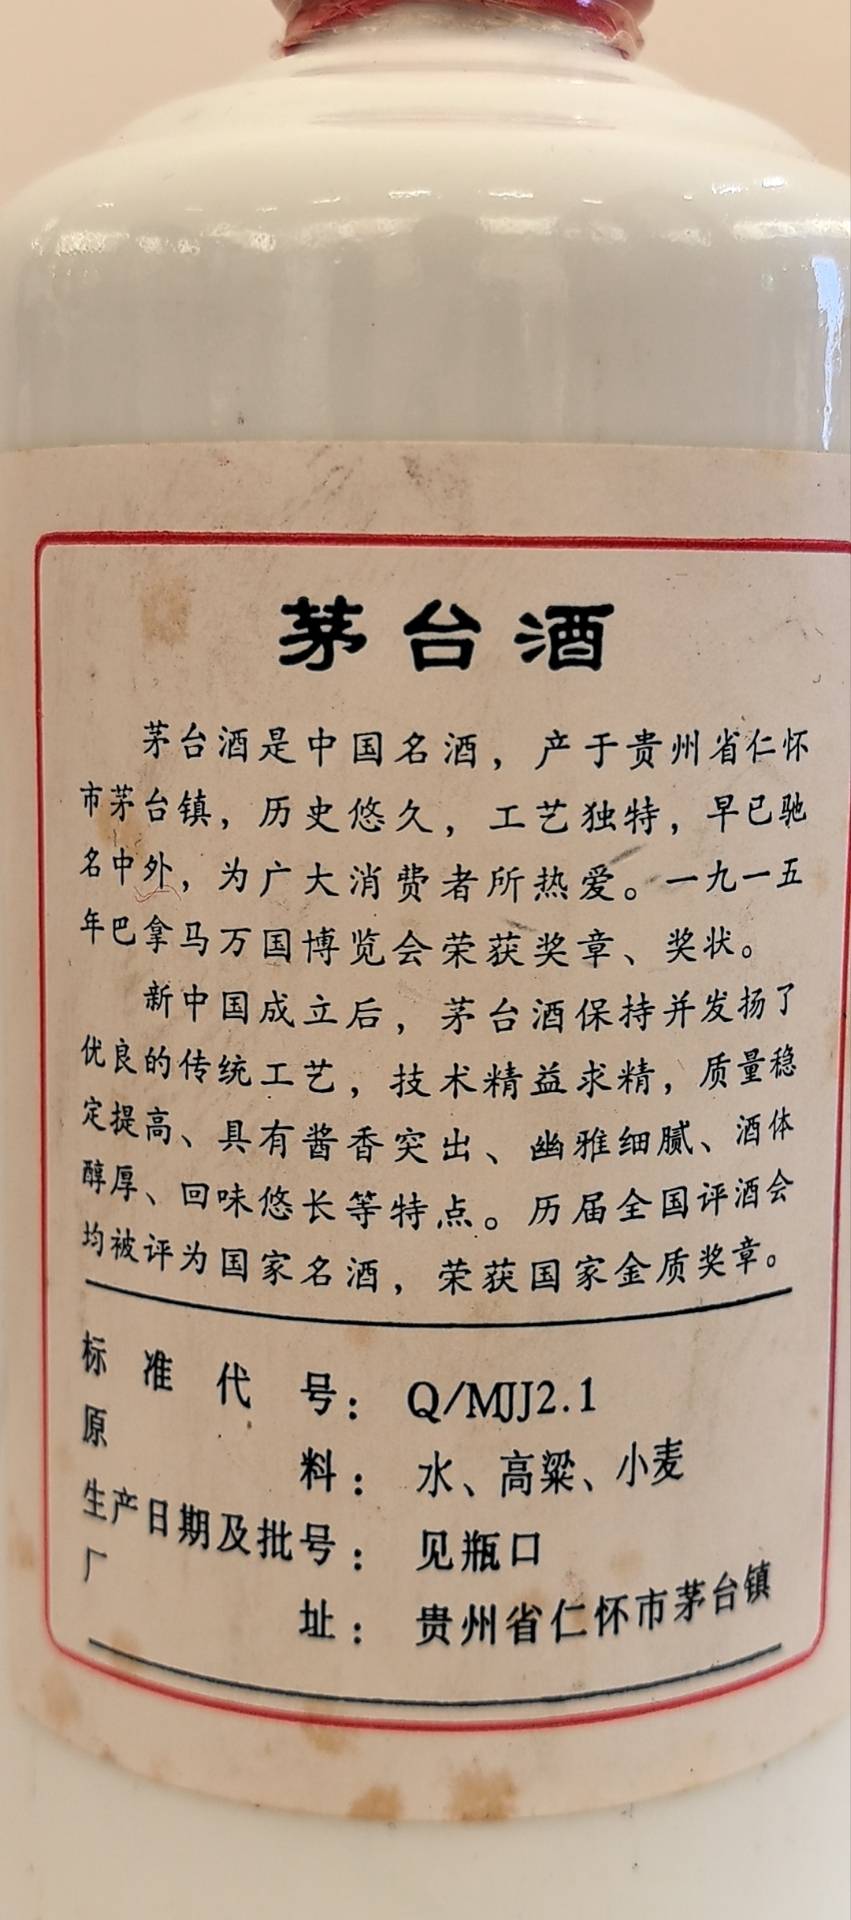 茅台酒
茅台酒是中国名酒，产于贵州省仁怀
市茅台镇，历史悠久，工艺独特，早已驰
名中外，为广大消费者所热爱。一九一五
年巴拿马万国博览会荣获奖章、奖状。
新中国成立后，茅台酒保持并发扬了
优良的传统工艺，技术精益求精，质量稳
定提高、具有酱香突出、幽雅细腻、酒体
醇厚、回味悠长等特点。历届全国评酒会
均被评为国家名酒，荣获国家金质奖章。
标准代号：Q/MJJ2.1
原料：水、高粱、小麦
生产日期及批号：见瓶口
厂址：贵州省仁怀市茅台镇